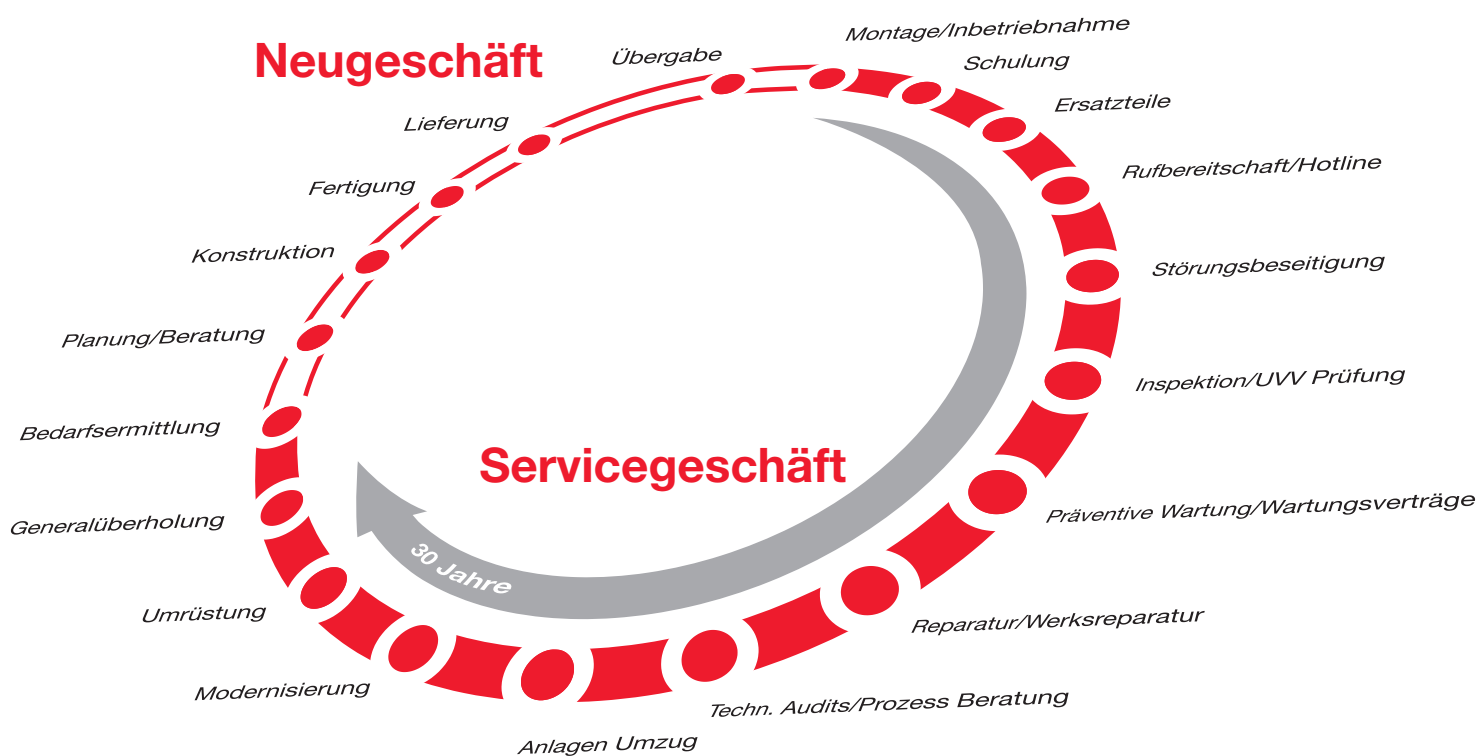 Neugeschäft
Übergabe
Montage/Inbetriebnahme
Schulung
Ersatzteile
Rufbereitschaft/Hotline
Störungsbeseitigung
Inspektion/UVV Prüfung
Präventive Wartung/Wartungsverträge
Reparatur/Werksreparatur
Techn. Audits/Prozess Beratung
Anlagen Umzug
Modernisierung
Umrüstung
Generalüberholung
Bedarfsermittlung
Planung/Beratung
Konstruktion
Fertigung
Lieferung
Servicegeschäft
30 Jahre